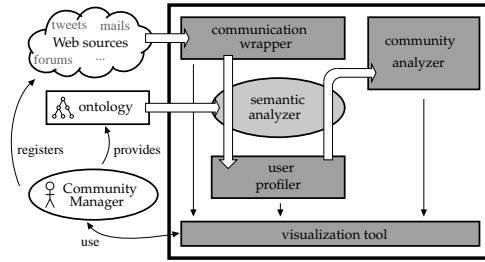 tweets mails
Web sources
forums ...
communication
wrapper
community
analyzer
ontology
semantic
analyzer
registers
provides
user
profiler
Community
Manager
use
visualization tool